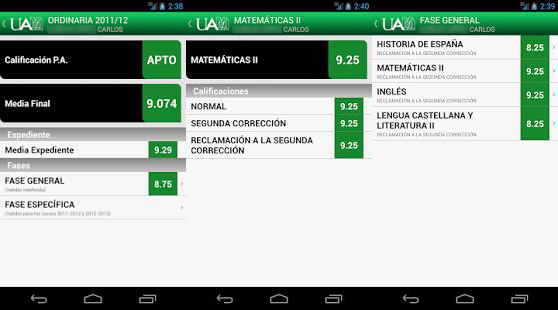 2:38
UAM
ORDINARIA 2011/12
CARLOS
Calificación P.A.
APTO
Media Final
9.074
Expediente
Media Expediente
9.29
Fases
FASE GENERAL
8.75
(Validez indefinida)
FASE ESPECÍFICA
(Validez para los cursos 2011-2012 y 2012-2013)
2:40
UAM
MATEMÁTICAS II
CARLOS
MATEMÁTICAS II
9.25
Calificaciones
NORMAL
9.25
SEGUNDA CORRECCIÓN
9.25
RECLAMACIÓN A LA SEGUNDA
CORRECCIÓN
9.25
2:39
UAM
FASE GENERAL
CARLOS
HISTORIA DE ESPAÑA
RECLAMACIÓN A LA SEGUNDA CORRECCIÓN
8.25
MATEMÁTICAS II
RECLAMACIÓN A LA SEGUNDA CORRECCIÓN
9.25
INGLÉS
RECLAMACIÓN A LA SEGUNDA CORRECCIÓN
9.25
LENGUA CASTELLANA Y
LITERATURA II
RECLAMACIÓN A LA SEGUNDA CORRECCIÓN
8.25